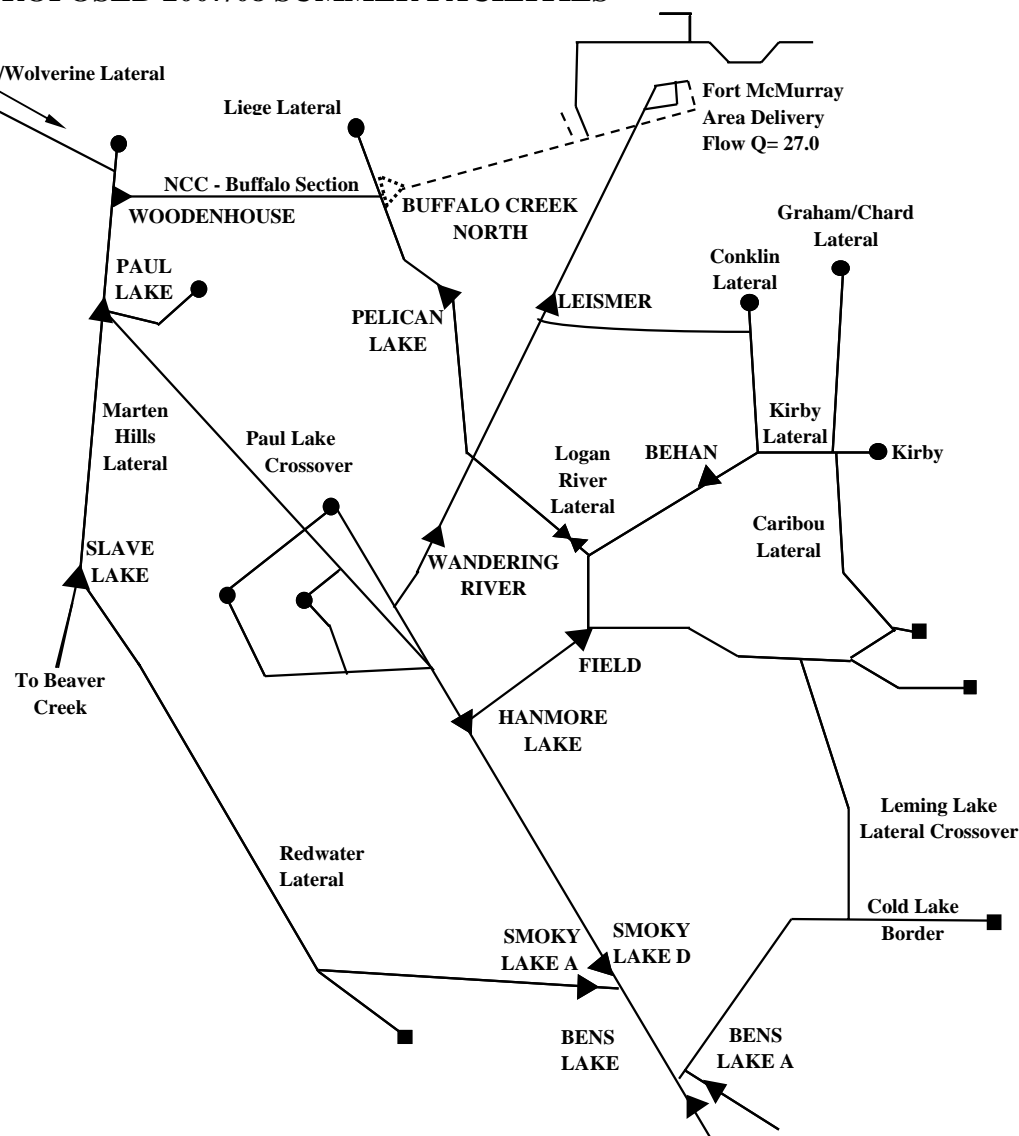 /Wolverine Lateral
Liege Lateral
Fort McMurray
Area Delivery
Flow Q= 27.0
NCC - Buffalo Section
WOODENHOUSE
BUFFALO CREEK
NORTH
Graham/Chard
Lateral
Conklin
Lateral
PAUL
LAKE
PELICAN
LAKE
LEISMER
Marten
Hills
Lateral
Paul Lake
Crossover
Logan
River
Lateral
BEHAN
Kirby
Lateral
Kirby
Caribou
Lateral
SLAVE
LAKE
WANDERING
RIVER
To Beaver
Creek
FIELD
HANMORE
LAKE
Leming Lake
Lateral Crossover
Redwater
Lateral
Cold Lake
Border
SMOKY
LAKE A
SMOKY
LAKE D
BENS
LAKE
BENS
LAKE A